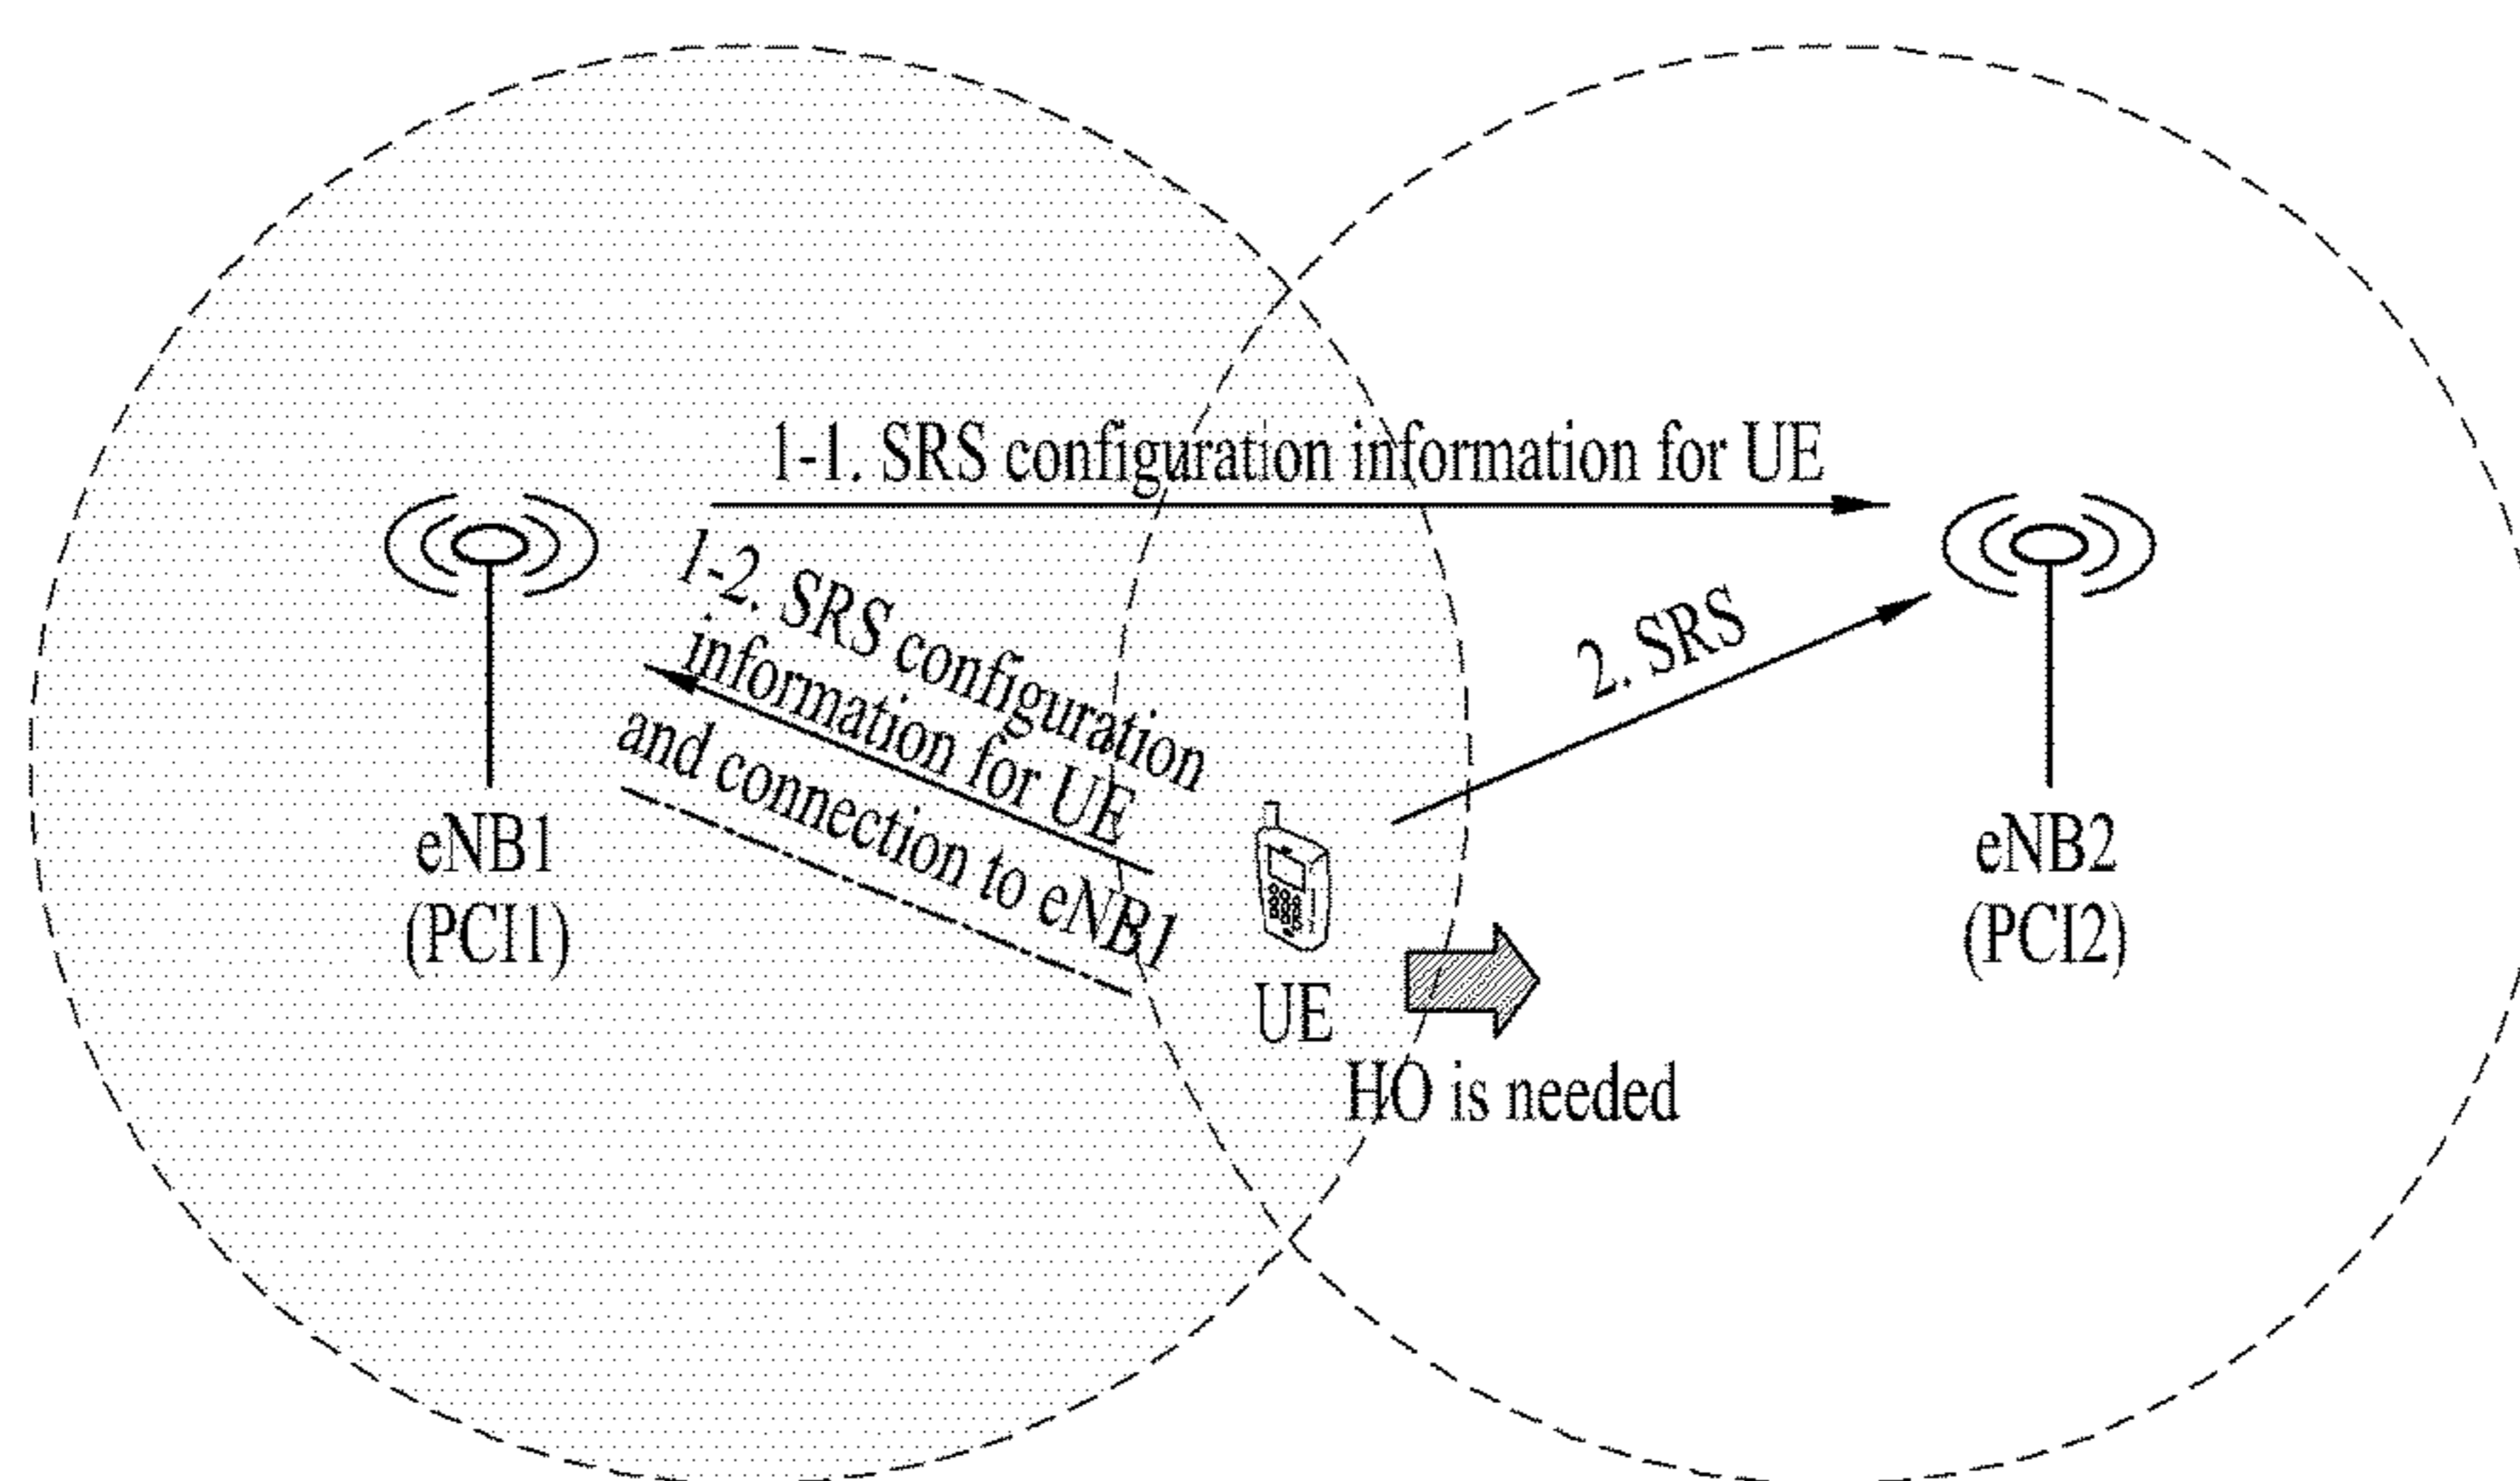 1-1. SRS configuration information for UE
1-2. SRS configuration
information for UE
and connection to eNB1
2. SRS
eNB1
(PCI1)
eNB2
(PCI2)
UE
HO is needed